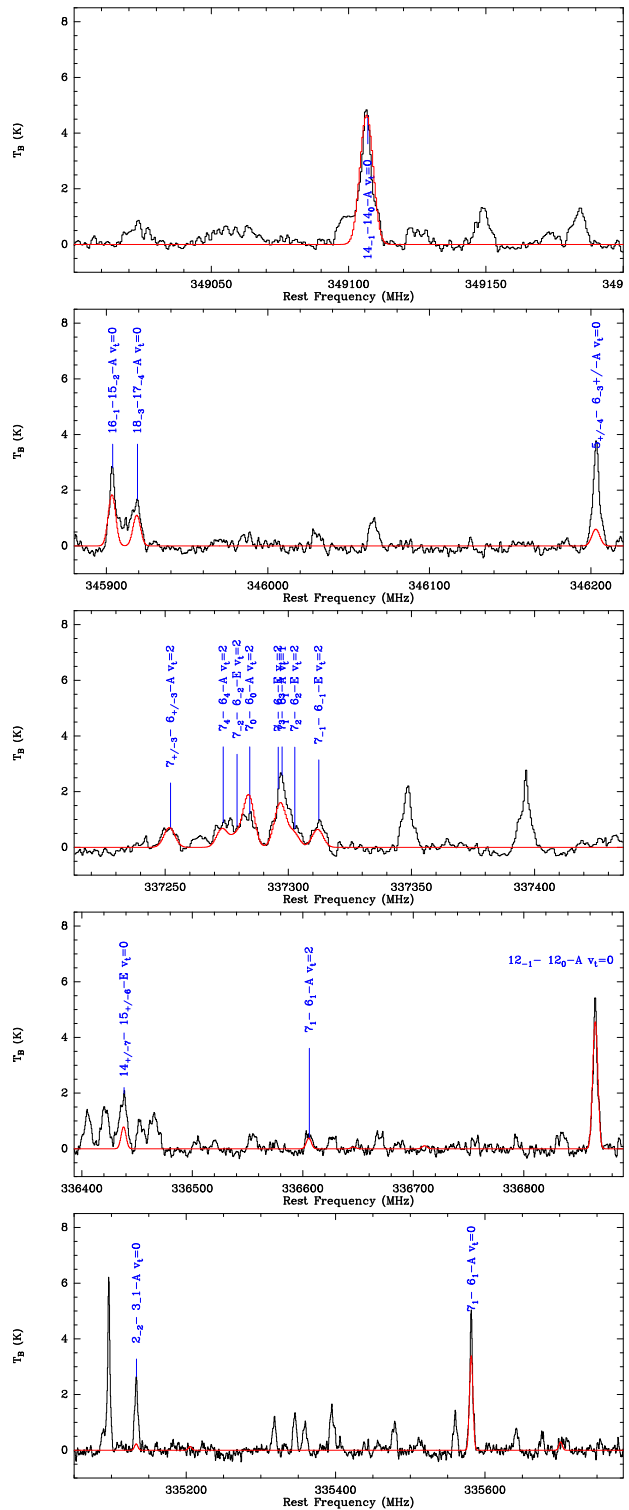 8
6
4
2
0
T_B (K)
14_-1-14_0-A v_t=0
349050 349100 349150 349
Rest Frequency (MHz)
8
6
4
2
0
T_B (K)
16_-1-15_-2-A v_t=0
18_-3-17_-4-A v_t=0
5_+/-4- 6_-3+/-A v_t=0
345900 346000 346100 346200
Rest Frequency (MHz)
8
6
4
2
0
T_B (K)
7_+/-3- 6_+/-3-A v_t=2
7_4- 6_4-A v_t=2
7_-2- 6_-2-E v_t=2
7_0- 6_0-A v_t=2
7_2- 6_2-E v_t=2
7_-1- 6_-1-E v_t=2
337250 337300 337350 337400
Rest Frequency (MHz)
8
6
4
2
0
T_B (K)
14_+/-7- 15_+/-6-E v_t=0
7_1- 6_1-A v_t=2
12_-1- 12_0-A v_t=0
336400 336500 336600 336700 336800
Rest Frequency (MHz)
8
6
4
2
0
T_B (K)
2_-2- 3_1-A v_t=0
7_1- 6_1-A v_t=0
335200 335400 335600
Rest Frequency (MHz)